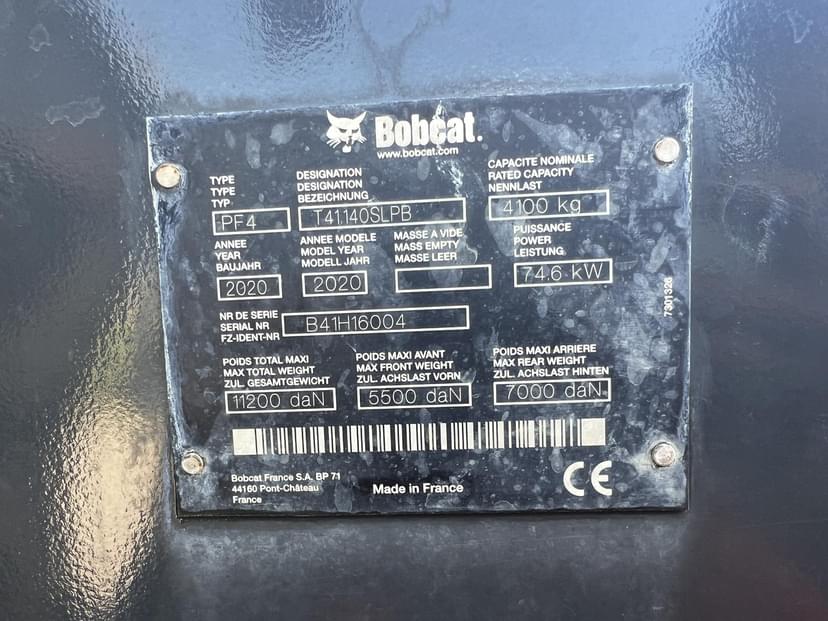 Bobcat.
www.bobcat.com
TYPE
TYPE
TYP
PF4
DESIGNATION
DESIGNATION
BEZEICHNUNG
T41.140SLPB
CAPACITE NOMINALE
RATED CAPACITY
NENNLAST
4100 kg
ANNEE
YEAR
BAUJAHR
2020
ANNEE MODELE
MODEL YEAR
MODELL JAHR
2020
MASSE A VIDE
MASS EMPTY
MASSE LEER
PUISSANCE
POWER
LEISTUNG
74.6 kW
NR DE SERIE
SERIAL NR
FZ-IDENT-NR
B41H16004
7301326
POIDS TOTAL MAXI
MAX TOTAL WEIGHT
ZUL. GESAMTGEWICHT
11200 daN
POIDS MAXI AVANT
MAX FRONT WEIGHT
ZUL. ACHSLAST VORN
5500 daN
POIDS MAXI ARRIERE
MAX REAR WEIGHT
ZUL. ACHSLAST HINTEN
7000 daN
Bobcat France S.A. BP 71
44160 Pont-Château
France
Made in France
CE